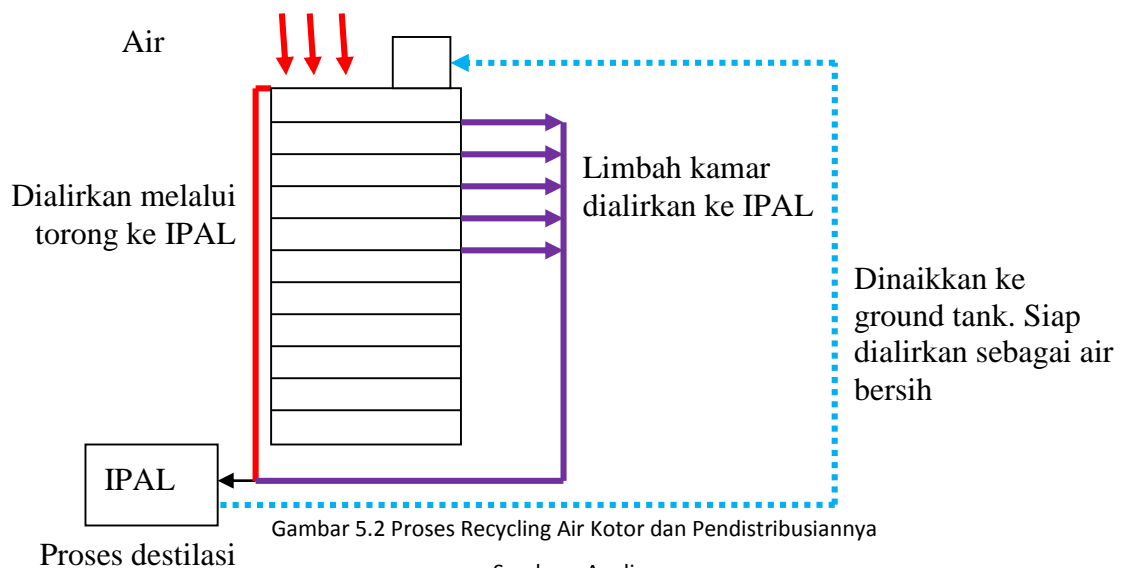 Air
Dialirkan melalui
torong ke IPAL
Limbah kamar
dialirkan ke IPAL
Dinaikkan ke
ground tank. Siap
dialirkan sebagai air
bersih
IPAL
Proses destilasi
Gambar 5.2 Proses Recycling Air Kotor dan Pendistribusiannya